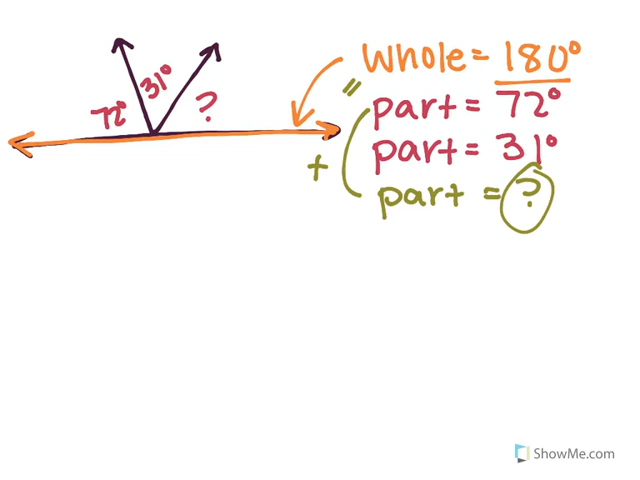 31°
72°
?
Whole = 180°
=
part = 72°
part = 31°
+
part = ?
ShowMe.com